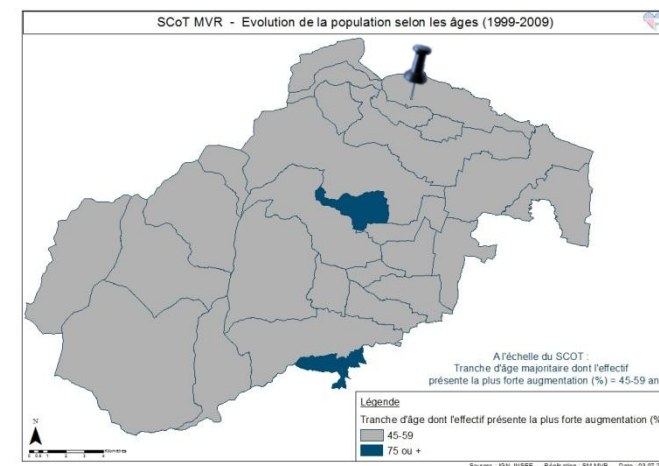 SCoT MVR - Evolution de la population selon les âges (1999-2009)
A l'échelle du SCOT :
Tranche d'âge majoritaire dont l'effectif
présente la plus forte augmentation (%) = 45-59 an
Légende
Tranche d'âge dont l'effectif présente la plus forte augmentation (%
45-59
75 ou +
N